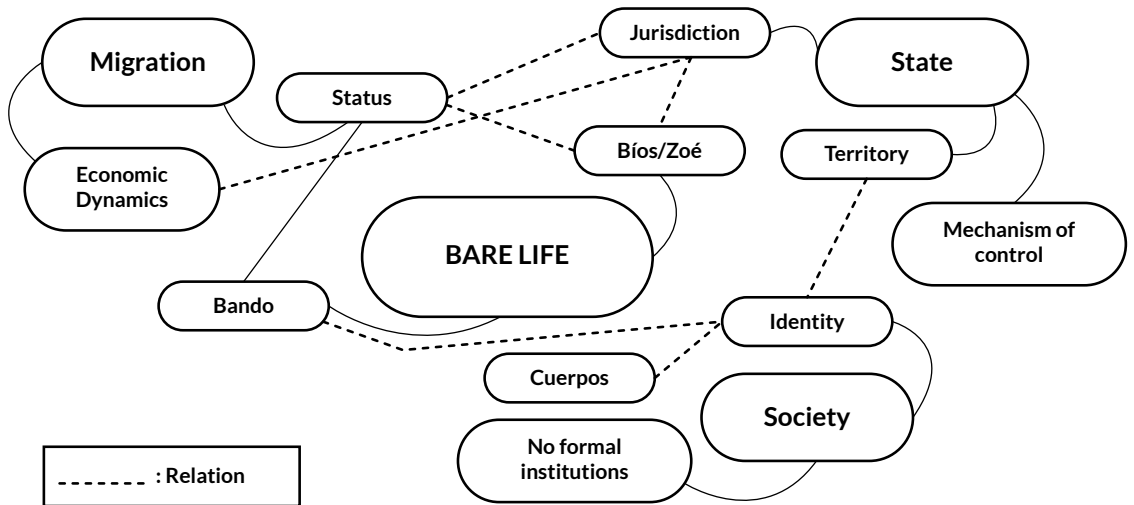 Jurisdiction
Migration
State
Status
Bíos/Zoé
Territory
Economic
Dynamics
Mechanism of
control
BARE LIFE
Bando
Identity
Cuerpos
Society
No formal
institutions
: Relation